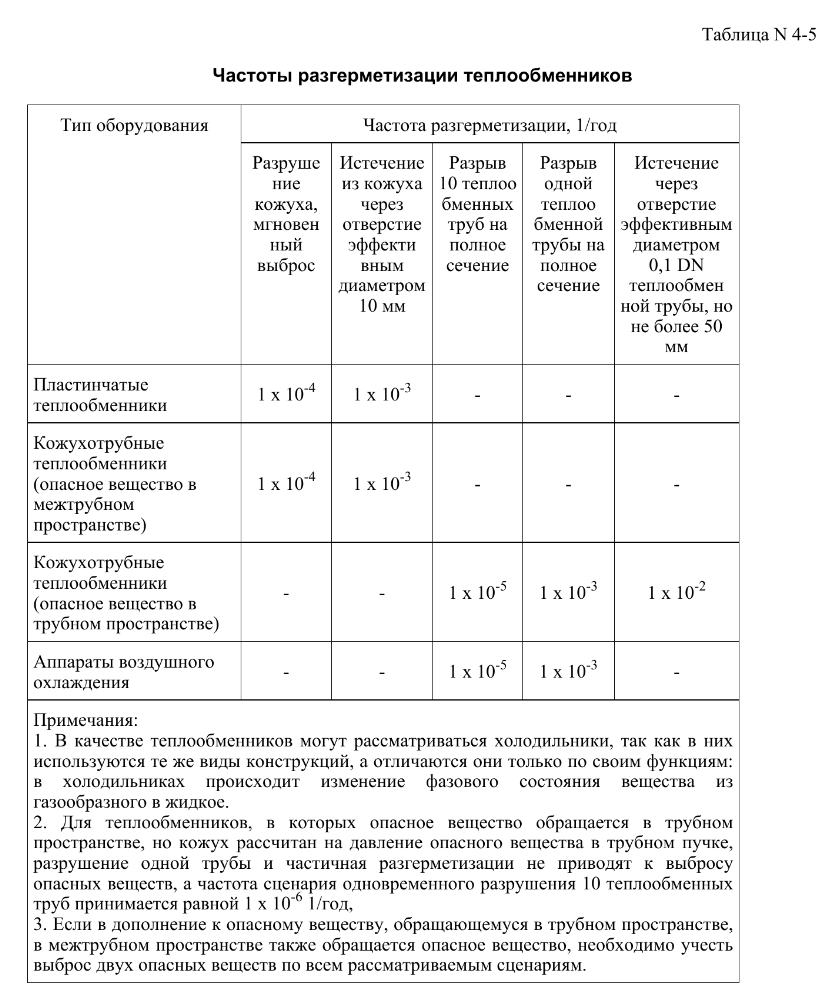 Таблица N 4-5
Частоты разгерметизации теплообменников
Тип оборудования
Частота разгерметизации, 1/год
Разруше
ние
кожуха,
мгновен
ный
выброс
Истечение
из кожуха
через
отверстие
эффекти
вным
диаметром
10 мм
Разрыв
10 теплоо
бменных
труб на
полное
сечение
Разрыв
одной
теплоо
бменной
трубы на
полное
сечение
Истечение
через
отверстие
эффективным
диаметром
0,1 DN
теплообмен
ной трубы, но
не более 50
мм
Пластинчатые
теплообменники
1 x 10^-4
1 x 10^-3
-
-
-
Кожухотрубные
теплообменники
(опасное вещество в
межтрубном
пространстве)
1 x 10^-4
1 x 10^-3
-
-
-
Кожухотрубные
теплообменники
(опасное вещество в
трубном пространстве)
-
-
1 x 10^-5
1 x 10^-3
1 x 10^-2
Аппараты воздушного
охлаждения
-
-
1 x 10^-5
1 x 10^-3
-
Примечания:
1. В качестве теплообменников могут рассматриваться холодильники, так как в них
используются те же виды конструкций, а отличаются они только по своим функциям:
в холодильниках происходит изменение фазового состояния вещества из
газообразного в жидкое.
2. Для теплообменников, в которых опасное вещество обращается в трубном
пространстве, но кожух рассчитан на давление опасного вещества в трубном пучке,
разрушение одной трубы и частичная разгерметизации не приводят к выбросу
опасных веществ, а частота сценария одновременного разрушения 10 теплообменных
труб принимается равной 1 x 10^-6 1/год,
3. Если в дополнение к опасному веществу, обращающемуся в трубном пространстве,
в межтрубном пространстве также обращается опасное вещество, необходимо учесть
выброс двух опасных веществ по всем рассматриваемым сценариям.